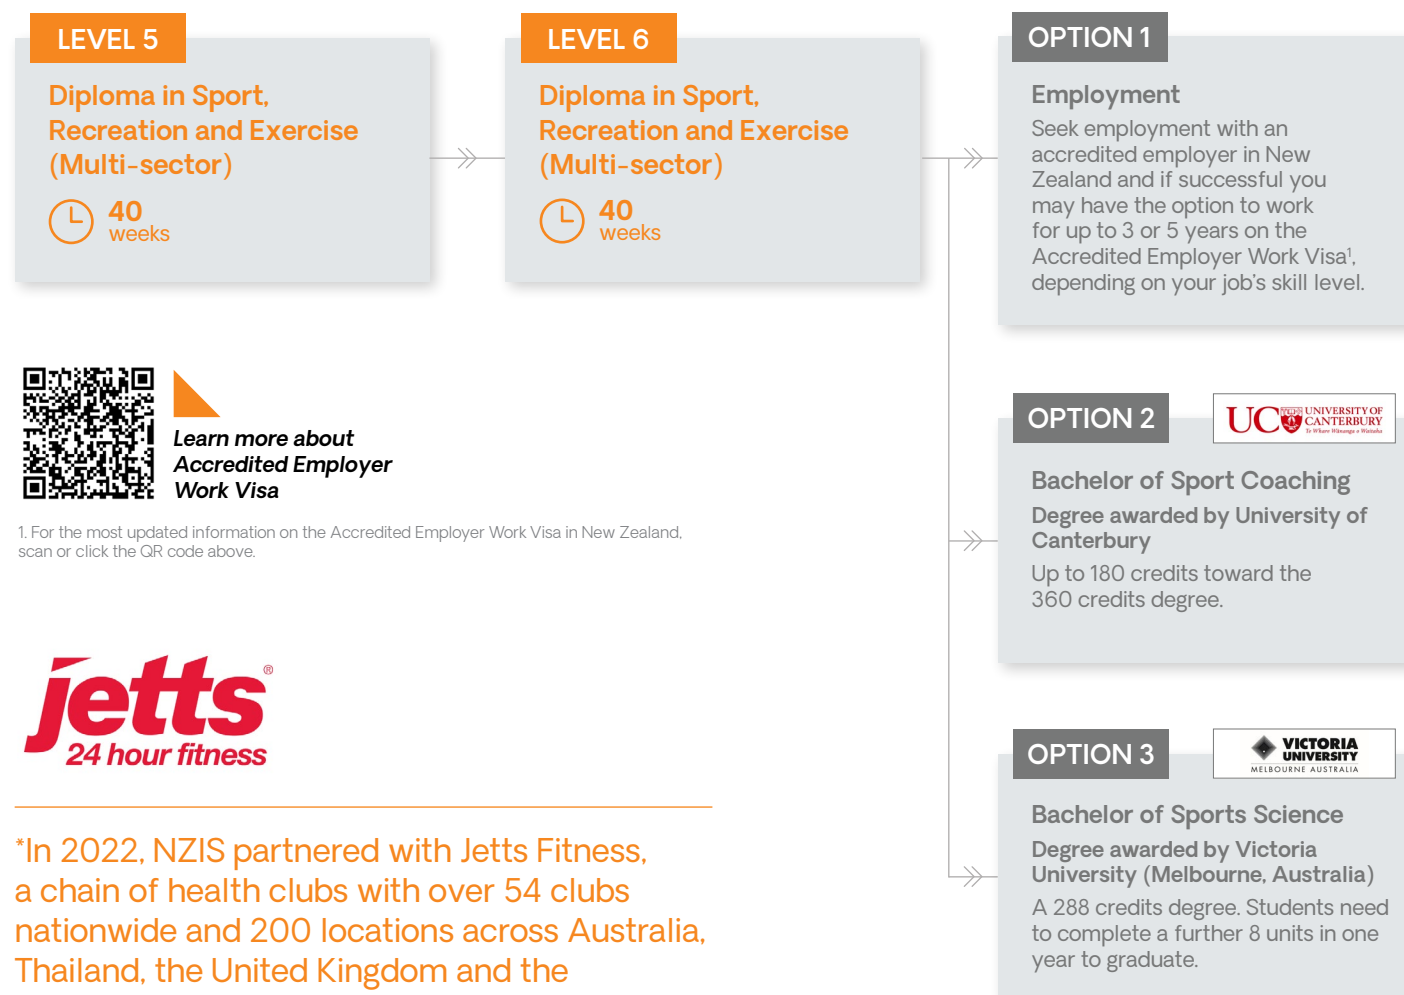 LEVEL 5
Diploma in Sport,
Recreation and Exercise
(Multi-sector)
40
weeks
LEVEL 6
Diploma in Sport,
Recreation and Exercise
(Multi-sector)
40
weeks
OPTION 1
Employment
Seek employment with an
accredited employer in New
Zealand and if successful you
may have the option to work
for up to 3 or 5 years on the
Accredited Employer Work Visa¹,
depending on your job’s skill level.
Learn more about
Accredited Employer
Work Visa
1. For the most updated information on the Accredited Employer Work Visa in New Zealand,
scan or click the QR code above.
OPTION 2
UC
UNIVERSITY OF
CANTERBURY
Te Whare Wānanga o Waitaha
Bachelor of Sport Coaching
Degree awarded by University of
Canterbury
Up to 180 credits toward the
360 credits degree.
jetts®
24 hour fitness
OPTION 3
VICTORIA
UNIVERSITY
MELBOURNE AUSTRALIA
Bachelor of Sports Science
Degree awarded by Victoria
University (Melbourne, Australia)
A 288 credits degree. Students need
to complete a further 8 units in one
year to graduate.
*In 2022, NZIS partnered with Jetts Fitness,
a chain of health clubs with over 54 clubs
nationwide and 200 locations across Australia,
Thailand, the United Kingdom and the